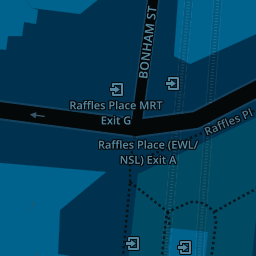 BONHAM ST
Raffles Place MRT
Exit G
Raffles Pl
Raffles Place (EWL/
NSL) Exit A